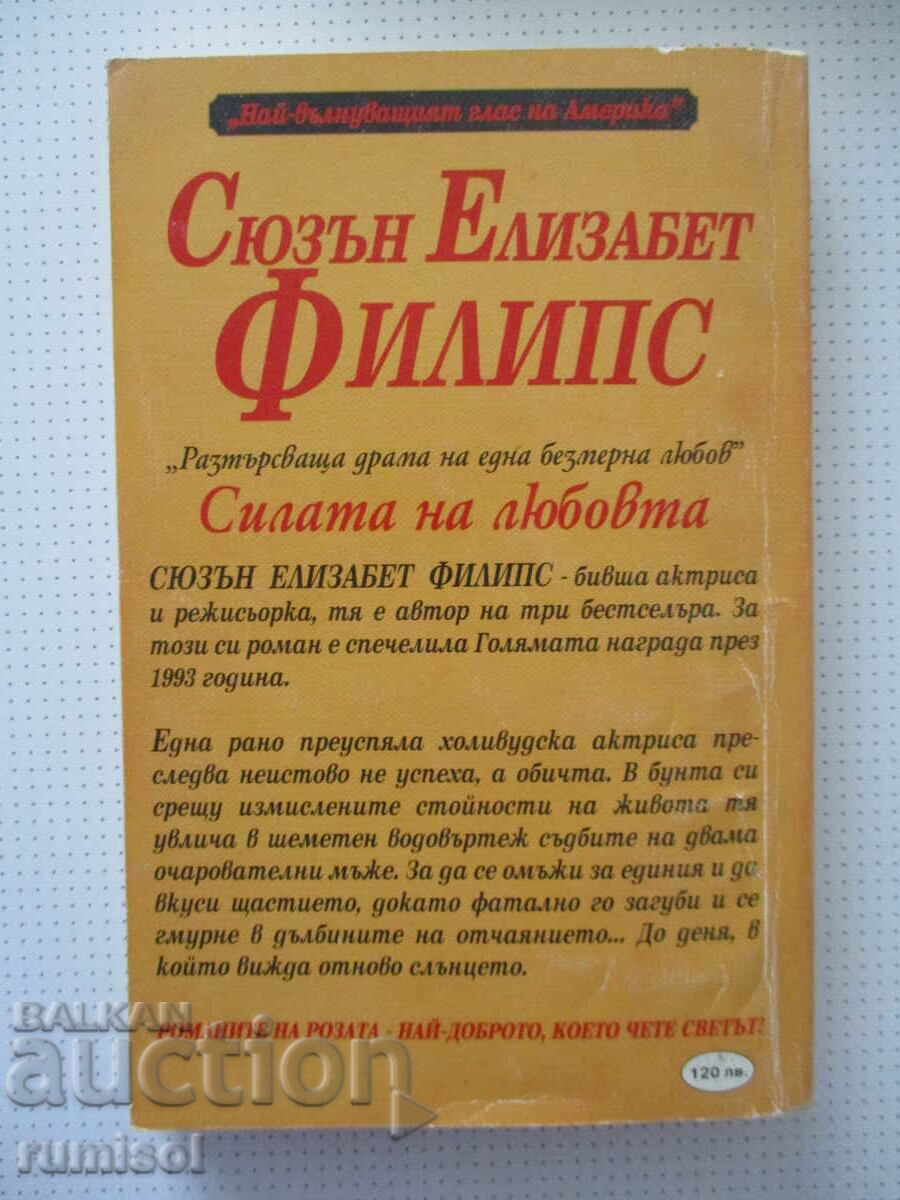 „Най-вълнуващият глас на Америка”
Сюзън Елизабет
Филипс
„Разтърсваща драма на една безмерна любов”
Силата на любовта
СЮЗЪН ЕЛИЗАБЕТ ФИЛИПС - бивша актриса
и режисьорка, тя е автор на три бестселъра. За
този си роман е спечелила Голямата награда през
1993 година.
Една рано преуспяла холивудска актриса пре-
следва неистово не успеха, а обичта. В бунта си
срещу измислените стойности на живота тя
увлича в шеметен водовъртеж съдбите на двама
очарователни мъже. За да се омъжи за единия и да
вкуси щастието, докато фатално го загуби и се
гмурне в дълбините на отчаянието... До деня, в
който вижда отново слънцето.
РОМАНИТЕ НА РОЗАТА - НАЙ-ДОБРОТО, КОЕТО ЧЕТЕ СВЕТЪТ!
120 лв.
BALKAN
auction
rumisol